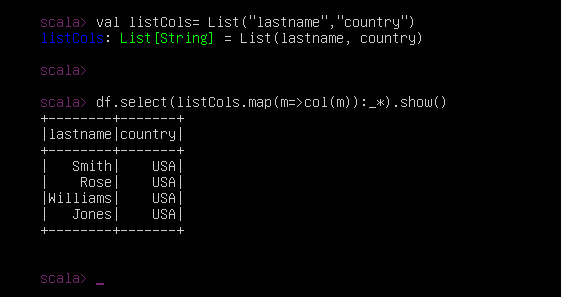 scala> val listCols= List("lastname","country")
listCols: List[String] = List(lastname, country)
scala>
scala> df.select(listCols.map(m=>col(m)):_*).show()
+--------+-------+
|lastname|country|
+--------+-------+
|   Smith|    USA|
|    Rose|    USA|
|Williams|    USA|
|   Jones|    USA|
+--------+-------+
scala> _